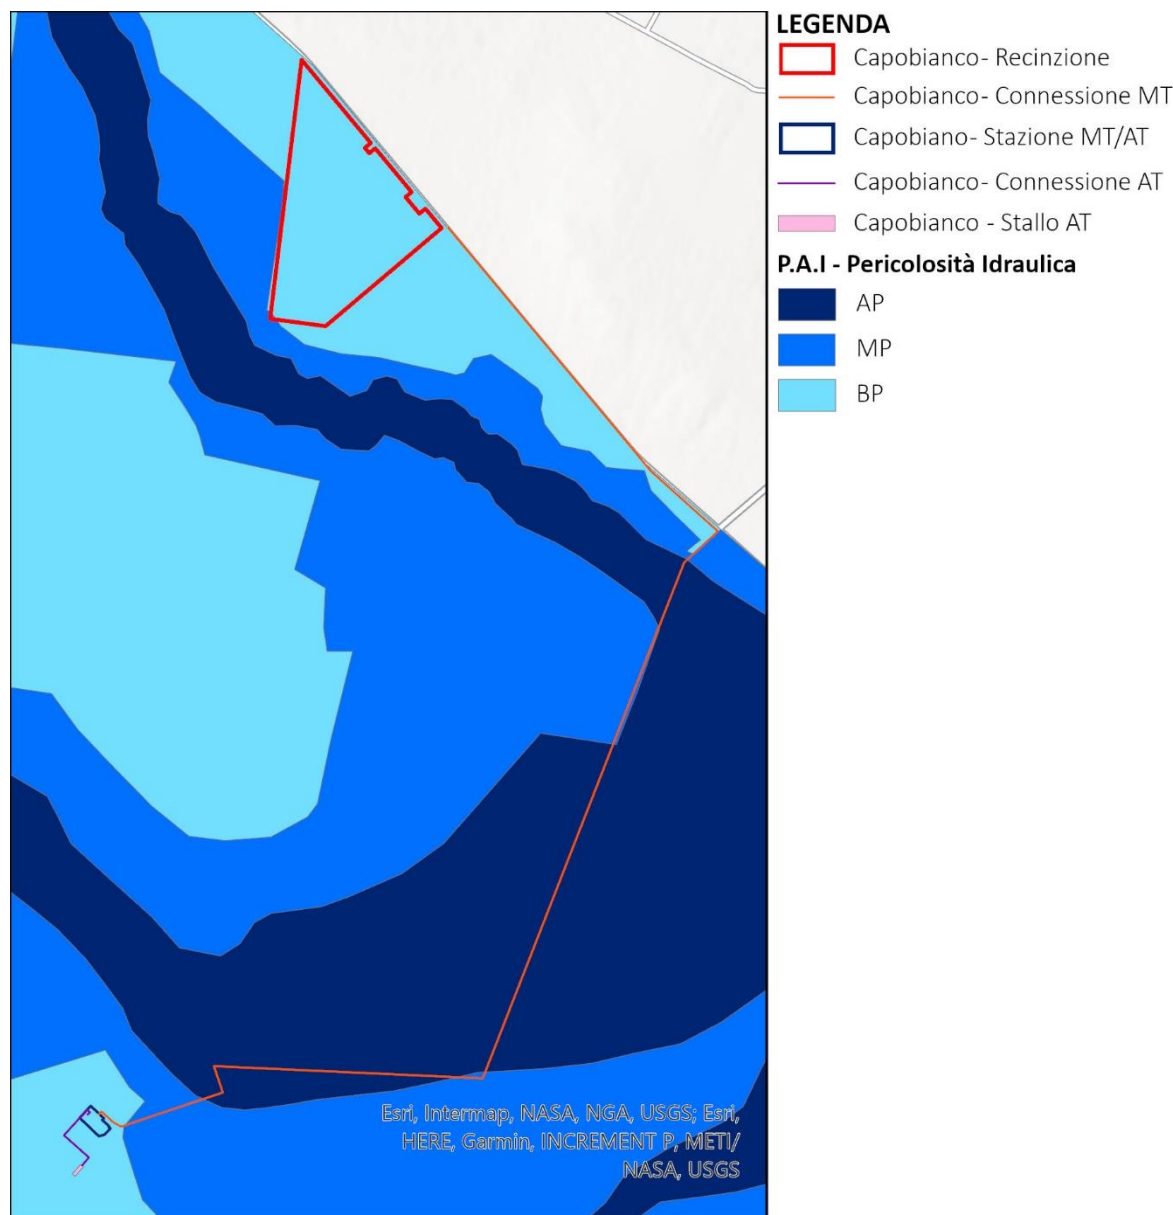 LEGENDA
Capobianco- Recinzione
Capobianco- Connessione MT
Capobiano- Stazione MT/AT
Capobianco- Connessione AT
Capobianco - Stallo AT
P.A.I - Pericolosità Idraulica
AP
MP
BP
Esri, Intermap, NASA, NGA, USGS; Esri,
HERE, Garmin, INCREMENT P, METI/
NASA, USGS